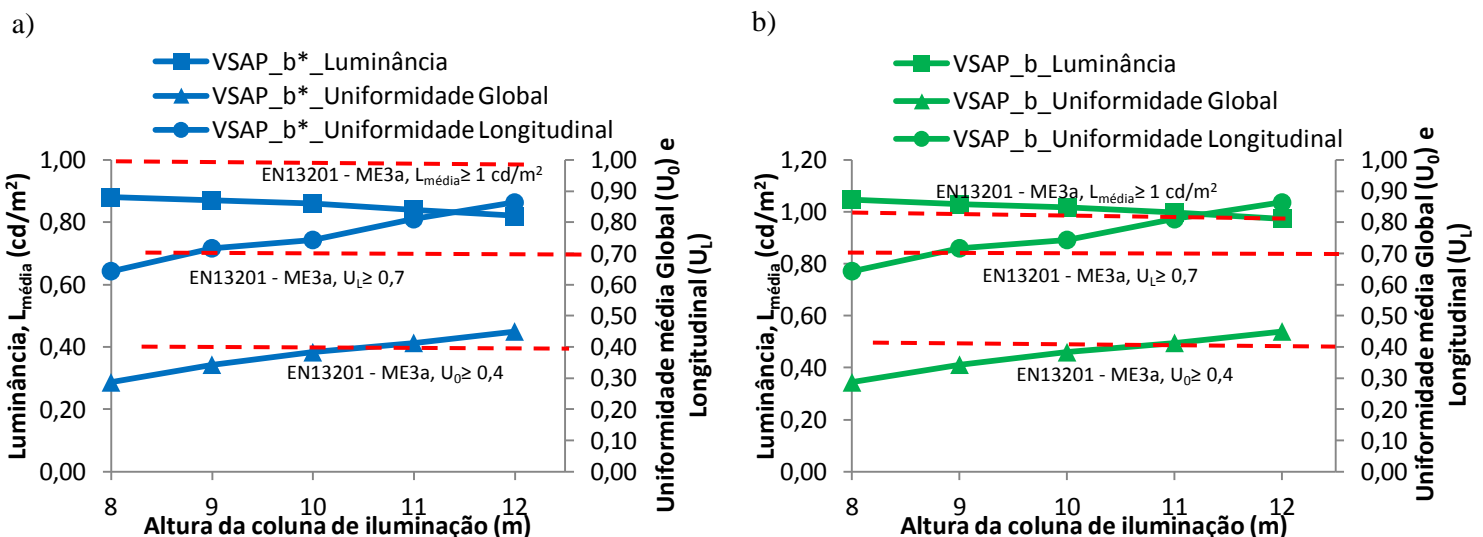 a)
VSAP_b*_Luminância
VSAP_b*_Uniformidade Global
VSAP_b*_Uniformidade Longitudinal
Luminância, Lmédia (cd/m²)
1,00
0,80
0,60
0,40
0,20
0,00
EN13201 - ME3a, Lmédia≥ 1 cd/m²
EN13201 - ME3a, UL≥ 0,7
EN13201 - ME3a, U0≥ 0,4
1,00
0,90
0,80
0,70
0,60
0,50
0,40
0,30
0,20
0,10
0,00
Uniformidade média Global (U0) e
Longitudinal (UL)
8 9 10 11 12
Altura da coluna de iluminação (m)
b)
VSAP_b_Luminância
VSAP_b_Uniformidade Global
VSAP_b_Uniformidade Longitudinal
Luminância, Lmédia (cd/m²)
1,20
1,00
0,80
0,60
0,40
0,20
0,00
EN13201 - ME3a, Lmédia≥ 1 cd/m²
EN13201 - ME3a, UL≥ 0,7
EN13201 - ME3a, U0≥ 0,4
1,00
0,90
0,80
0,70
0,60
0,50
0,40
0,30
0,20
0,10
0,00
Uniformidade média Global (U0) e
Longitudinal (UL)
8 9 10 11 12
Altura da coluna de iluminação (m)